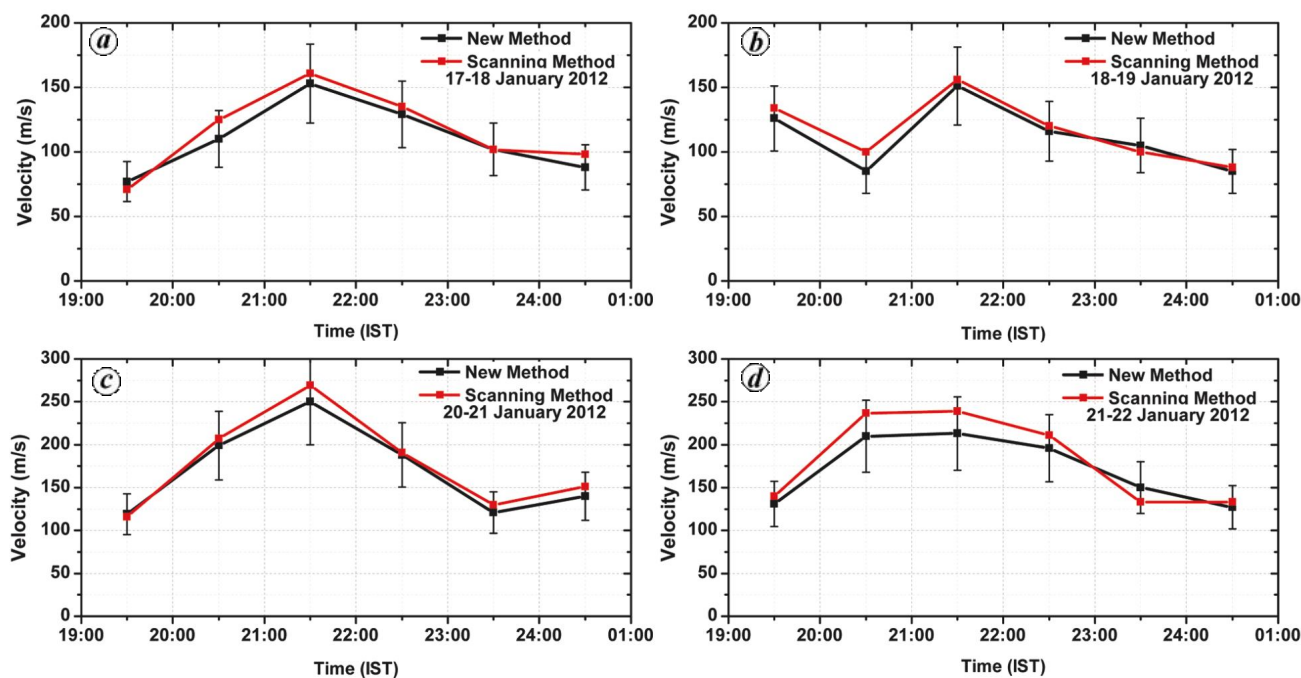 a
New Method
Scanning Method
17-18 January 2012
Velocity (m/s)
200
150
100
50
0
19:00 20:00 21:00 22:00 23:00 24:00 01:00
Time (IST)
b
New Method
Scanning Method
18-19 January 2012
Velocity (m/s)
200
150
100
50
0
19:00 20:00 21:00 22:00 23:00 24:00 01:00
Time (IST)
c
New Method
Scanning Method
20-21 January 2012
Velocity (m/s)
300
250
200
150
100
50
0
19:00 20:00 21:00 22:00 23:00 24:00 01:00
Time (IST)
d
New Method
Scanning Method
21-22 January 2012
Velocity (m/s)
300
250
200
150
100
50
0
19:00 20:00 21:00 22:00 23:00 24:00 01:00
Time (IST)